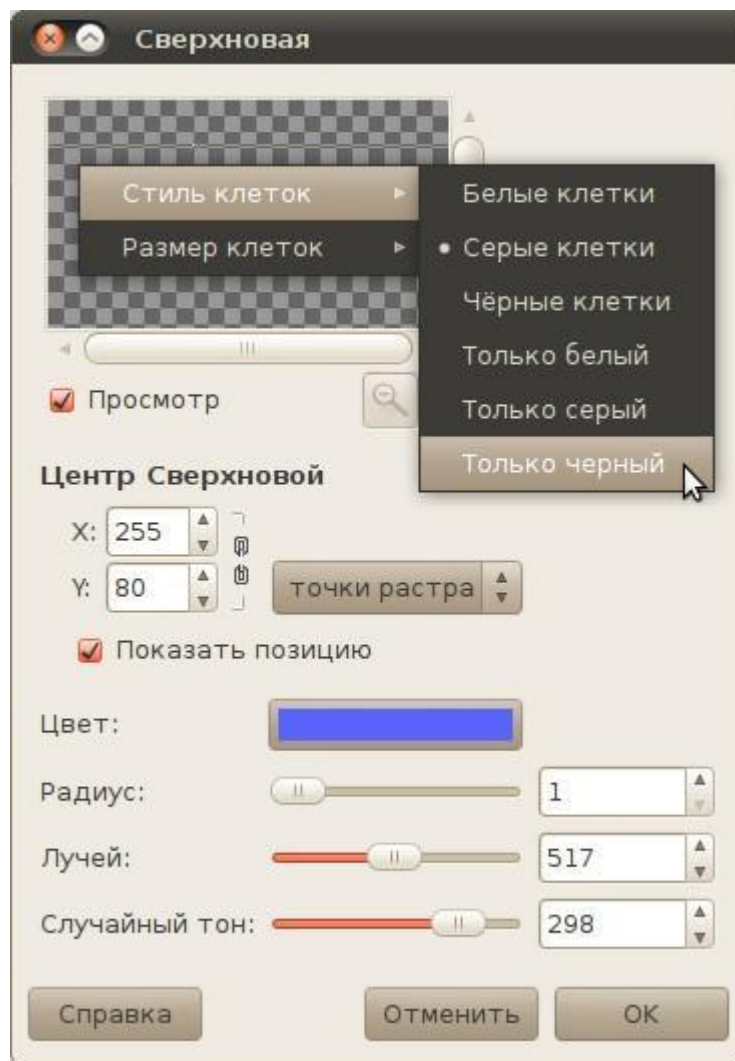 Сверхновая
Стиль клеток
Размер клеток
Белые клетки
Серые клетки
Чёрные клетки
Только белый
Только серый
Только черный
Просмотр
Центр Сверхновой
X: 255
Y: 80
точки растра
Показать позицию
Цвет:
Радиус: 1
Лучей: 517
Случайный тон: 298
Справка Отменить OK